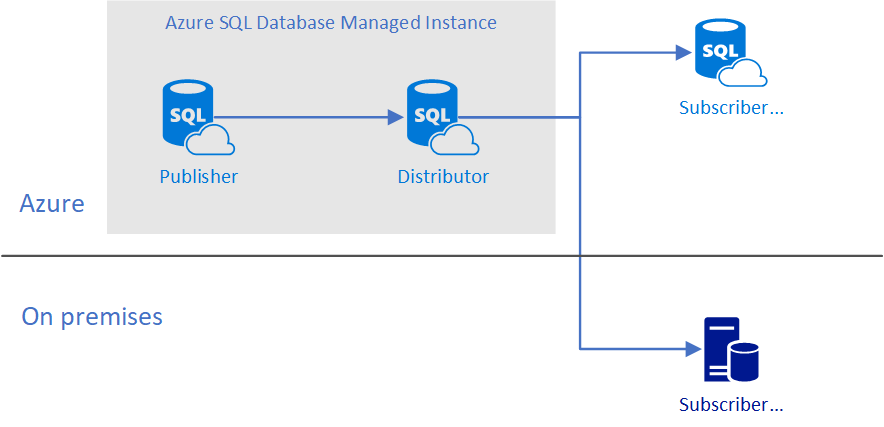 Azure SQL Database Managed Instance
SQL
Subscriber...
SQL
SQL
Publisher
Distributor
Azure
On premises
Subscriber...